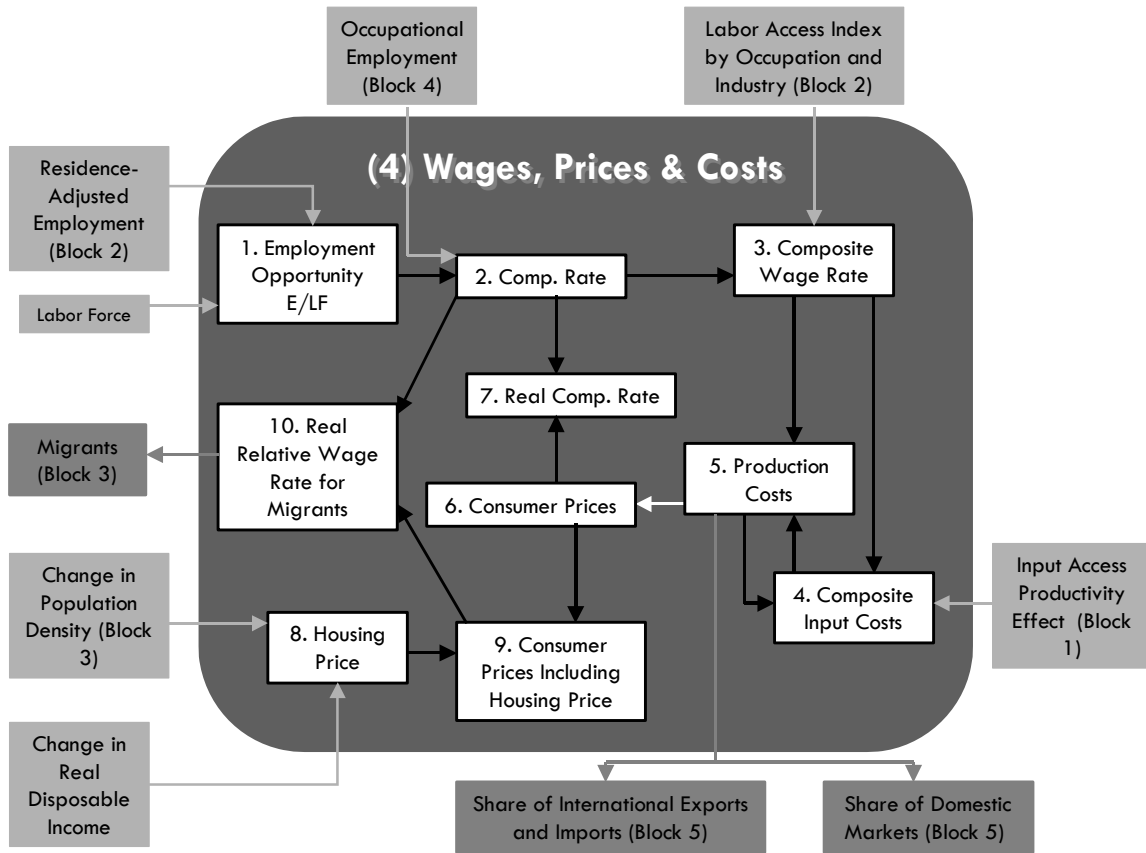 Occupational
Employment
(Block 4)
Labor Access Index
by Occupation and
Industry (Block 2)
Residence-
Adjusted
Employment
(Block 2)
(4) Wages, Prices & Costs
1. Employment
Opportunity
E/LF
2. Comp. Rate
3. Composite
Wage Rate
Labor Force
7. Real Comp. Rate
10. Real
Relative Wage
Rate for
Migrants
Migrants
(Block 3)
5. Production
Costs
6. Consumer Prices
Change in
Population
Density (Block
3)
8. Housing
Price
9. Consumer
Prices Including
Housing Price
4. Composite
Input Costs
Input Access
Productivity
Effect (Block
1)
Change in
Real
Disposable
Income
Share of International Exports
and Imports (Block 5)
Share of Domestic
Markets (Block 5)